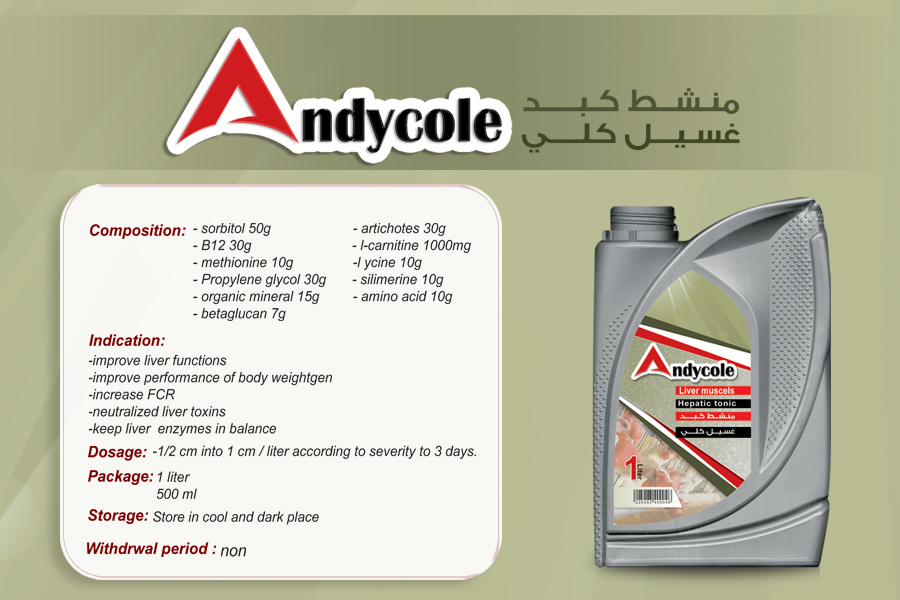 Andycole
منشط كبد
غسيل كلي
Composition:
- sorbitol 50g
- B12 30g
- methionine 10g
- Propylene glycol 30g
- organic mineral 15g
- betaglucan 7g
- artichotes 30g
- l-carnitine 1000mg
-l ycine 10g
- silimerine 10g
- amino acid 10g
Indication:
-improve liver functions
-improve performance of body weightgen
-increase FCR
-neutralized liver toxins
-keep liver enzymes in balance
Dosage: -1/2 cm into 1 cm / liter according to severity to 3 days.
Package: 1 liter
500 ml
Storage: Store in cool and dark place
Withdrwal period : non
Andycole
Liver muscels
Hepatic tonic
منشط كبد
غسيل كلي
1 Liter